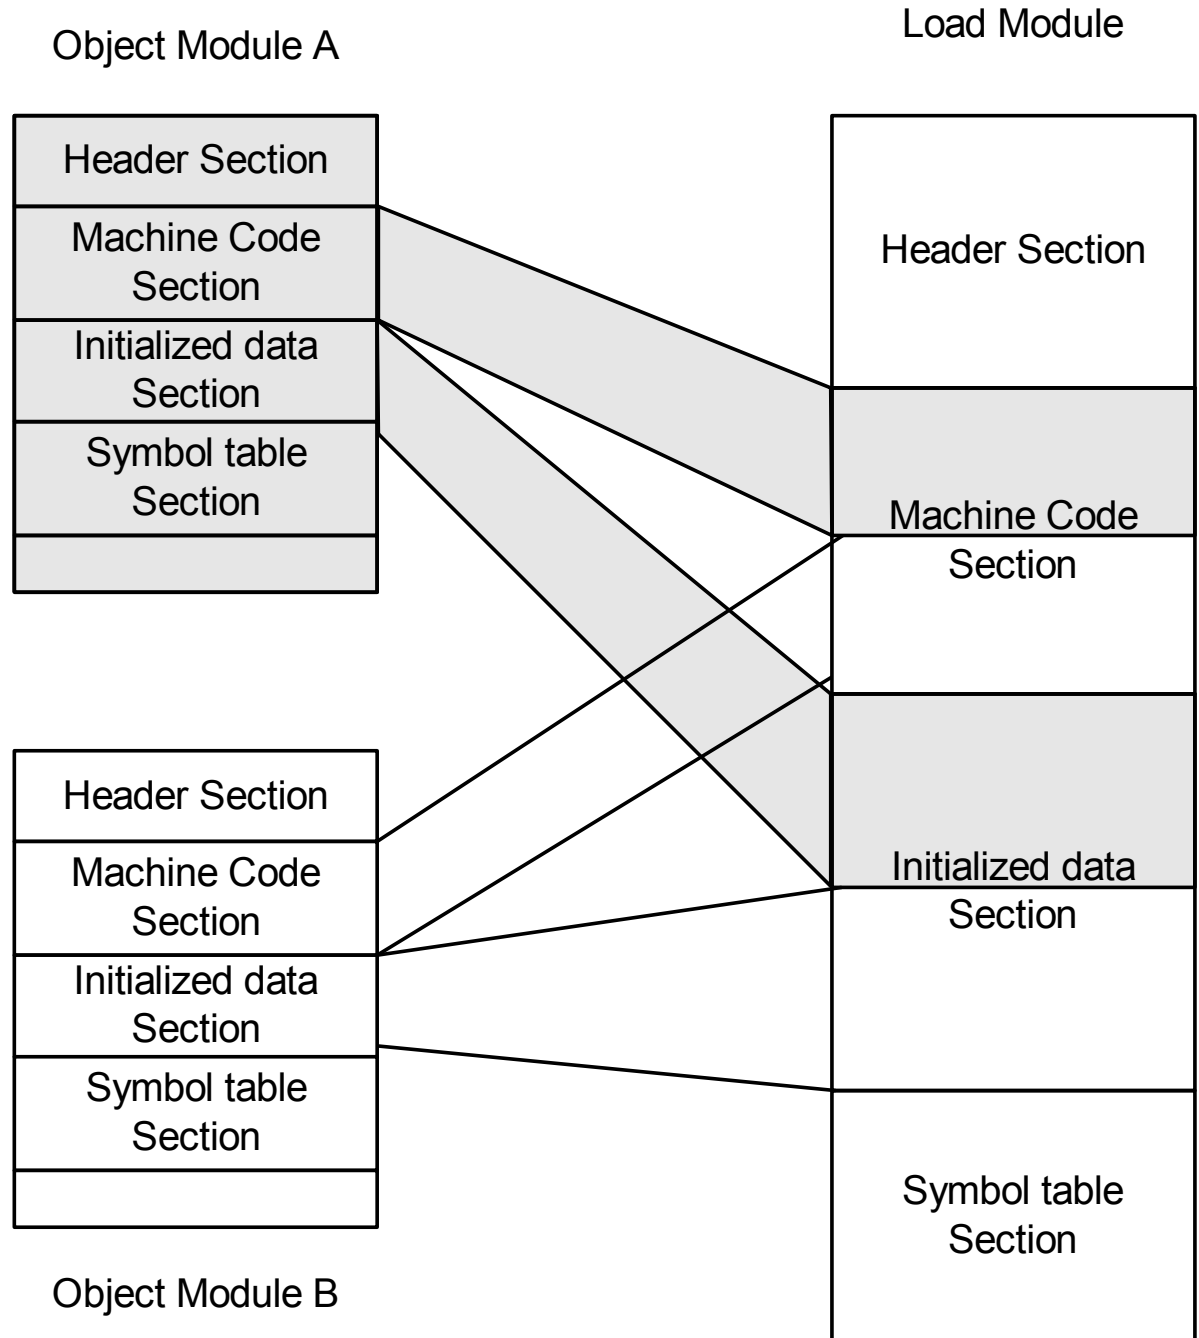 Object Module A
Header Section
Machine Code
Section
Initialized data
Section
Symbol table
Section
Header Section
Machine Code
Section
Initialized data
Section
Symbol table
Section
Object Module B
Load Module
Header Section
Machine Code
Section
Initialized data
Section
Symbol table
Section